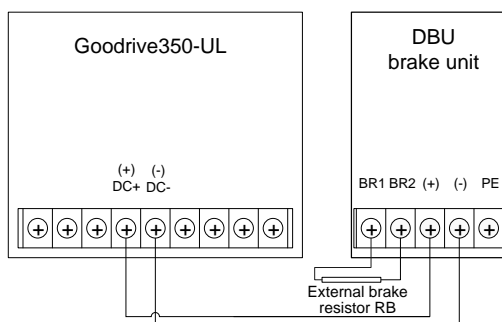 Goodrive350-UL
(+) (-)
DC+ DC-
DBU
brake unit
BR1 BR2 (+) (-) PE
External brake
resistor RB